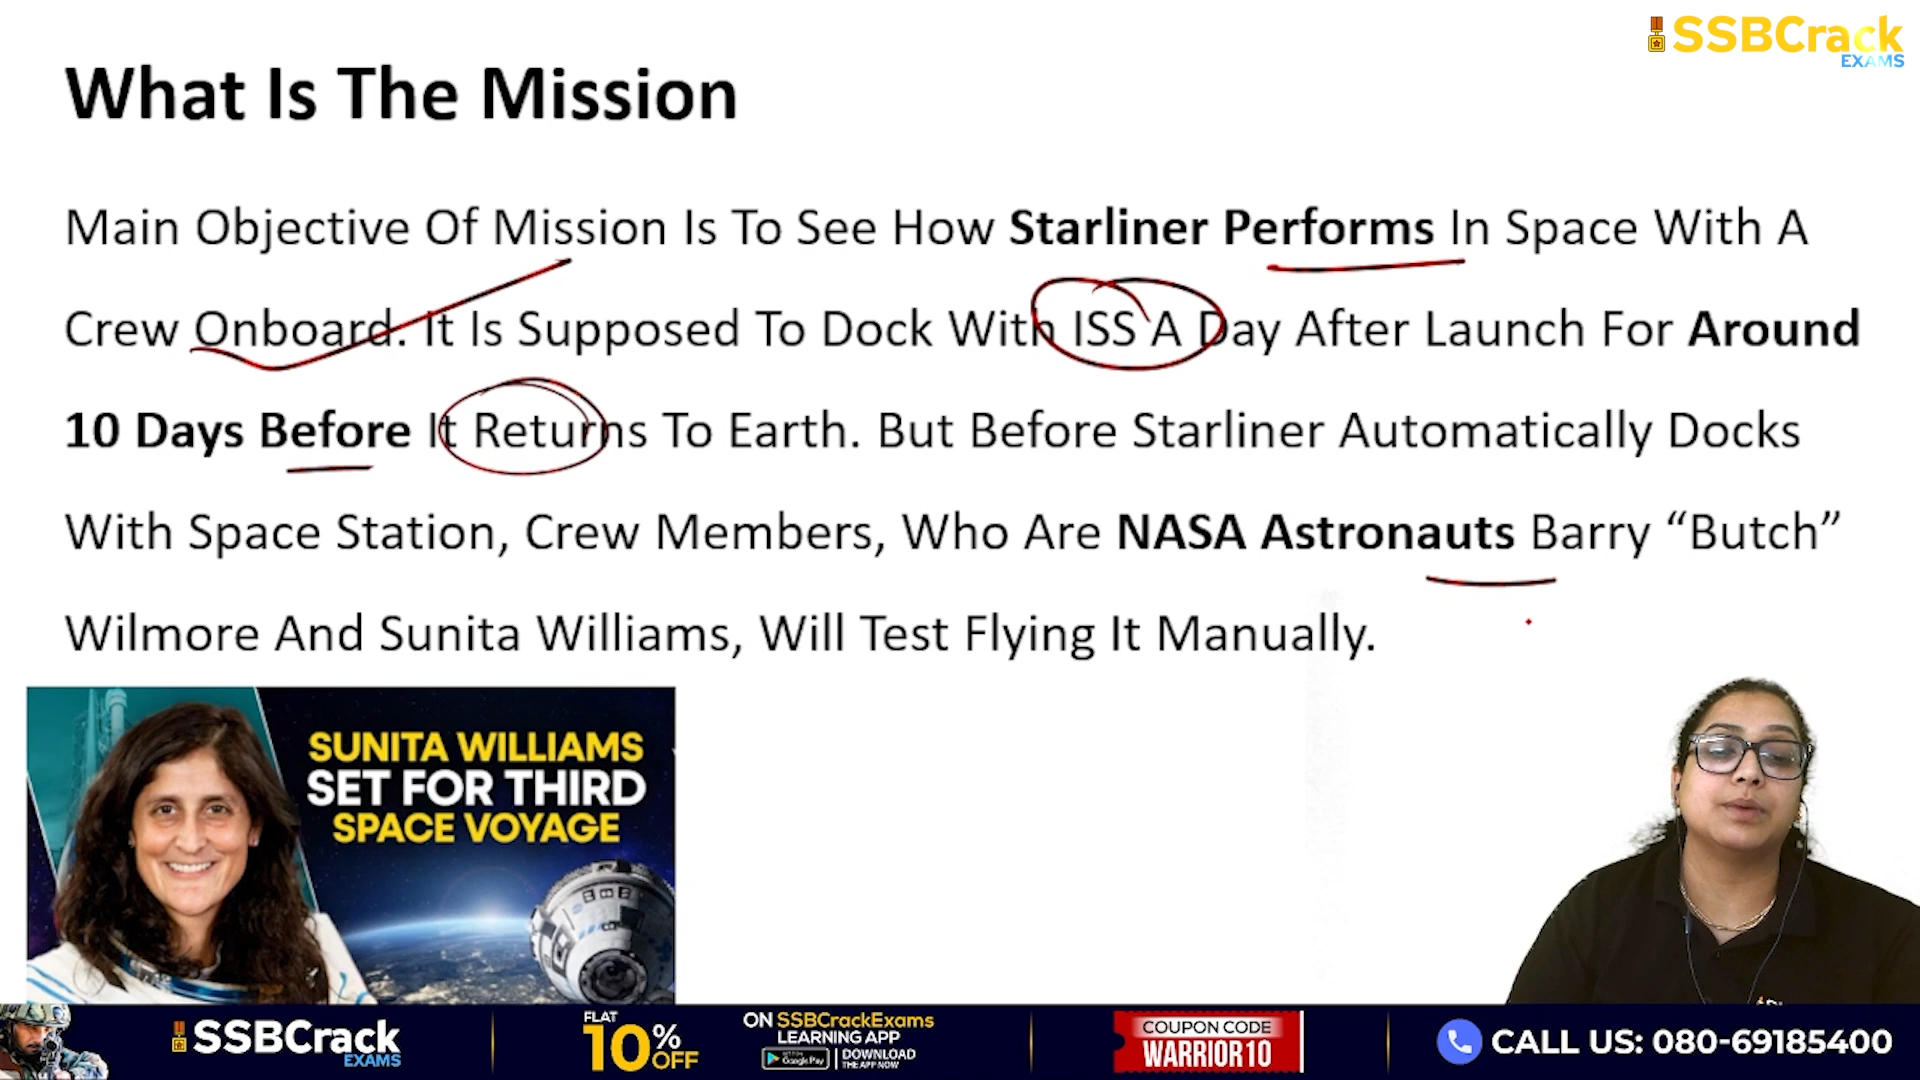 SSBCrack
EXAMS
What Is The Mission
Main Objective Of Mission Is To See How Starliner Performs In Space With A
Crew Onboard. It Is Supposed To Dock With ISS A Day After Launch For Around
10 Days Before It Returns To Earth. But Before Starliner Automatically Docks
With Space Station, Crew Members, Who Are NASA Astronauts Barry “Butch”
Wilmore And Sunita Williams, Will Test Flying It Manually.
SUNITA WILLIAMS
SET FOR THIRD
SPACE VOYAGE
SSBCrack
EXAMS
FLAT
10% OFF
ON SSBCrackExams
LEARNING APP
Google Play
DOWNLOAD
THE APP NOW
COUPON CODE
WARRIOR10
CALL US: 080-69185400